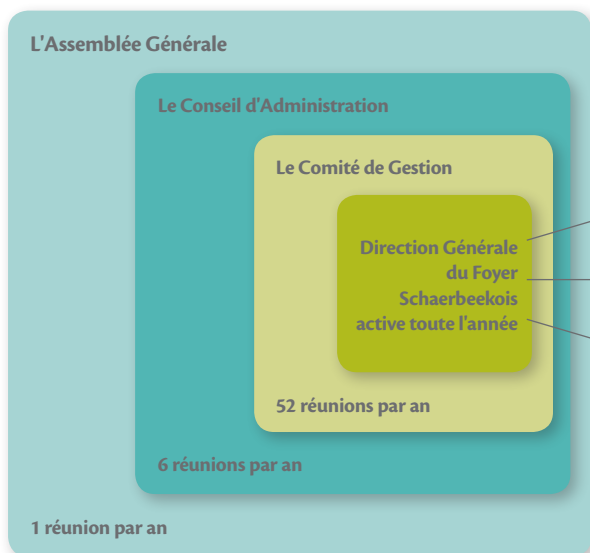 L'Assemblée Générale
Le Conseil d'Administration
Le Comité de Gestion
Direction Générale
du Foyer
Schaerbeekois
active toute l'année
52 réunions par an
6 réunions par an
1 réunion par an